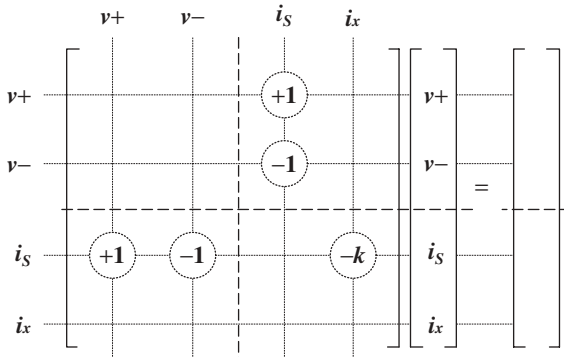 v+ v− i_S i_x
v+ +1 v+
v− −1 v− =
i_S +1 −1 −k i_S
i_x i_x